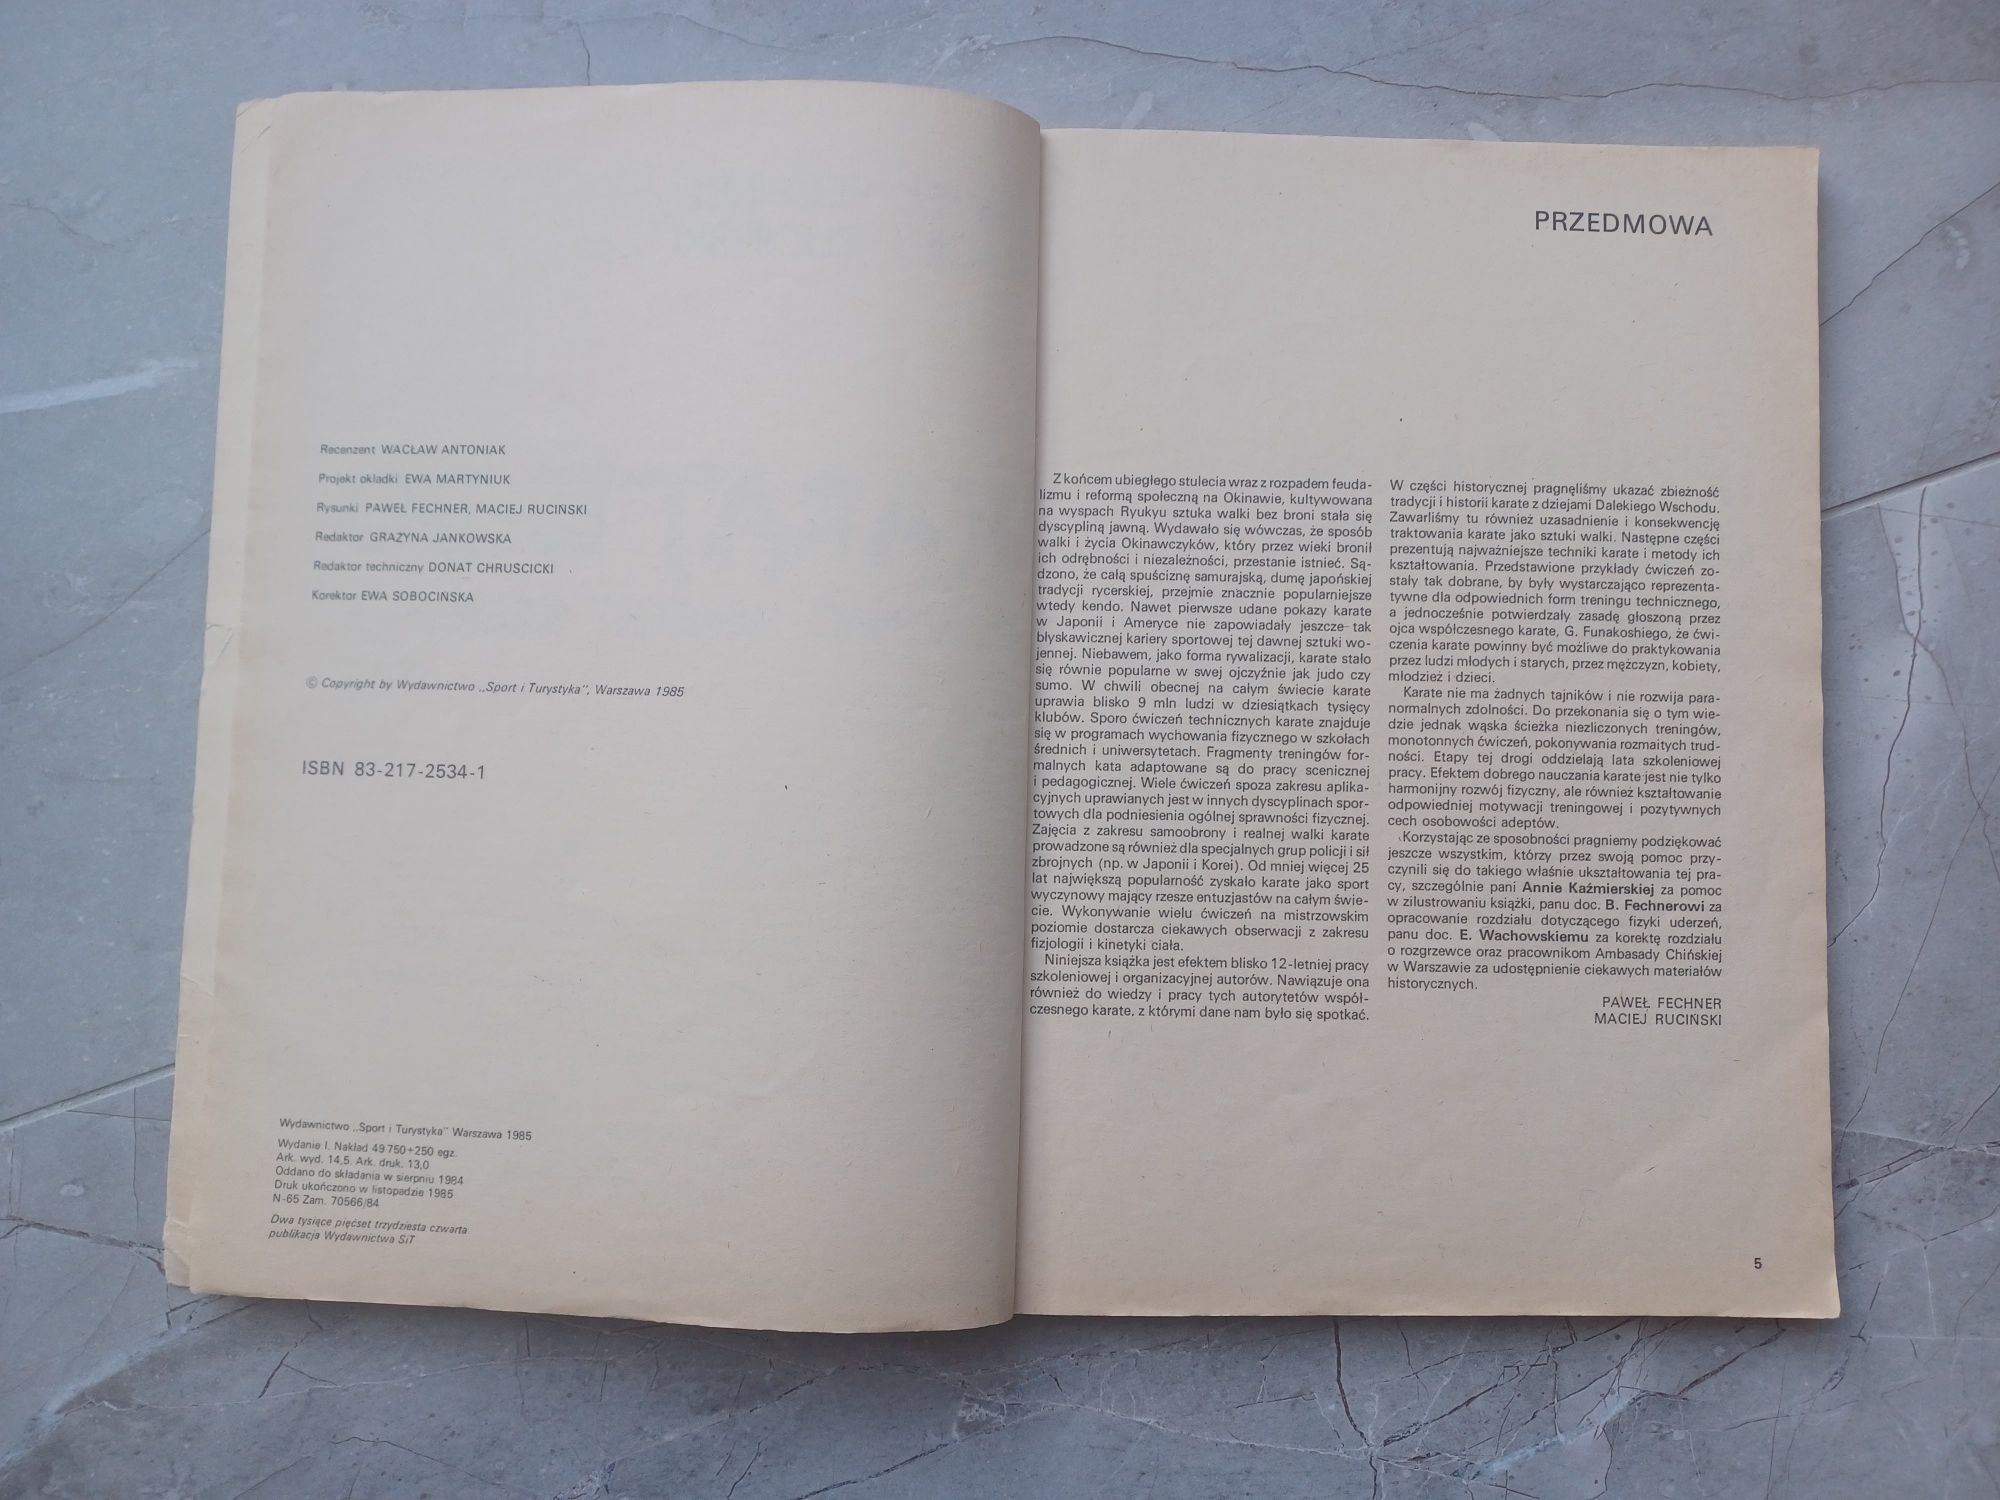 Recenzent WACŁAW ANTONIAK
Projekt okładki EWA MARTYNIUK
Rysunki PAWEŁ FECHNER, MACIEJ RUCIŃSKI
Redaktor GRAŻYNA JANKOWSKA
Redaktor techniczny DONAT CHRUSCICKI
Korektor EWA SOBOCIŃSKA
© Copyright by Wydawnictwo „Sport i Turystyka”, Warszawa 1985
ISBN 83-217-2534-1
Wydawnictwo „Sport i Turystyka” Warszawa 1985
Wydanie I. Nakład 49 750+250 egz.
Ark. wyd. 14,5. Ark. druk. 13,0
Oddano do składania w sierpniu 1984
Druk ukończono w listopadzie 1985
N-65 Zam. 70566/84
Dwa tysiące pięćset trzydziesta czwarta
publikacja Wydawnictwa SiT
PRZEDMOWA
Z końcem ubiegłego stulecia wraz z rozpadem feuda-
lizmu i reformą społeczną na Okinawie, kultywowana
na wyspach Ryukyu sztuka walki bez broni stała się
dyscypliną jawną. Wydawało się wówczas, że sposób
walki i życia Okinawczyków, który przez wieki bronił
ich odrębności i niezależności, przestanie istnieć. Są-
dzono, że całą spuściznę samurajską, dumę japońskiej
tradycji rycerskiej, przejmie znacznie popularniejsze
wtedy kendo. Nawet pierwsze udane pokazy karate
w Japonii i Ameryce nie zapowiadały jeszcze tak
błyskawicznej kariery sportowej tej dawnej sztuki wo-
jennej. Niebawem, jako forma rywalizacji, karate stało
się równie popularne w swej ojczyźnie jak judo czy
sumo. W chwili obecnej na całym świecie karate
uprawia blisko 9 mln ludzi w dziesiątkach tysięcy
klubów. Sporo ćwiczeń technicznych karate znajduje
się w programach wychowania fizycznego w szkołach
średnich i uniwersytetach. Fragmenty treningów for-
malnych kata adaptowane są do pracy scenicznej
i pedagogicznej. Wiele ćwiczeń spoza zakresu aplika-
cyjnych uprawianych jest w innych dyscyplinach spor-
towych dla podniesienia ogólnej sprawności fizycznej.
Zajęcia z zakresu samoobrony i realnej walki karate
prowadzone są również dla specjalnych grup policji i sił
zbrojnych (np. w Japonii i Korei). Od mniej więcej 25
lat największą popularność zyskało karate jako sport
wyczynowy mający rzesze entuzjastów na całym świe-
cie. Wykonywanie wielu ćwiczeń na mistrzowskim
poziomie dostarcza ciekawych obserwacji z zakresu
fizjologii i kinetyki ciała.
Niniejsza książka jest efektem blisko 12-letniej pracy
szkoleniowej i organizacyjnej autorów. Nawiązuje ona
również do wiedzy i pracy tych autorytetów współ-
czesnego karate, z którymi dane nam było się spotkać.
W części historycznej pragnęliśmy ukazać zbieżność
tradycji i historii karate z dziejami Dalekiego Wschodu.
Zawarliśmy tu również uzasadnienie i konsekwencję
traktowania karate jako sztuki walki. Następne części
prezentują najważniejsze techniki karate i metody ich
kształtowania. Przedstawione przykłady ćwiczeń zo-
stały tak dobrane, by były wystarczająco reprezenta-
tywne dla odpowiednich form treningu technicznego,
a jednocześnie potwierdzały zasadę głoszoną przez
ojca współczesnego karate, G. Funakoshiego, że ćwi-
czenia karate powinny być możliwe do praktykowania
przez ludzi młodych i starych, przez mężczyzn, kobiety,
młodzież i dzieci.
Karate nie ma żadnych tajników i nie rozwija para-
normalnych zdolności. Do przekonania się o tym wie-
dzie jednak wąska ścieżka niezliczonych treningów,
monotonnych ćwiczeń, pokonywania rozmaitych trud-
ności. Etapy tej drogi oddzielają lata szkoleniowej
pracy. Efektem dobrego nauczania karate jest nie tylko
harmonijny rozwój fizyczny, ale również kształtowanie
odpowiedniej motywacji treningowej i pozytywnych
cech osobowości adeptów.
Korzystając ze sposobności pragniemy podziękować
jeszcze wszystkim, którzy przez swoją pomoc przy-
czynili się do takiego właśnie ukształtowania tej pra-
cy, szczególnie pani Annie Kaźmierskiej za pomoc
w zilustrowaniu książki, panu doc. B. Fechnerowi za
opracowanie rozdziału dotyczącego fizyki uderzeń,
panu doc. E. Wachowskiemu za korektę rozdziału
o rozgrzewce oraz pracownikom Ambasady Chińskiej
w Warszawie za udostępnienie ciekawych materiałów
historycznych.
PAWEŁ FECHNER
MACIEJ RUCIŃSKI
5